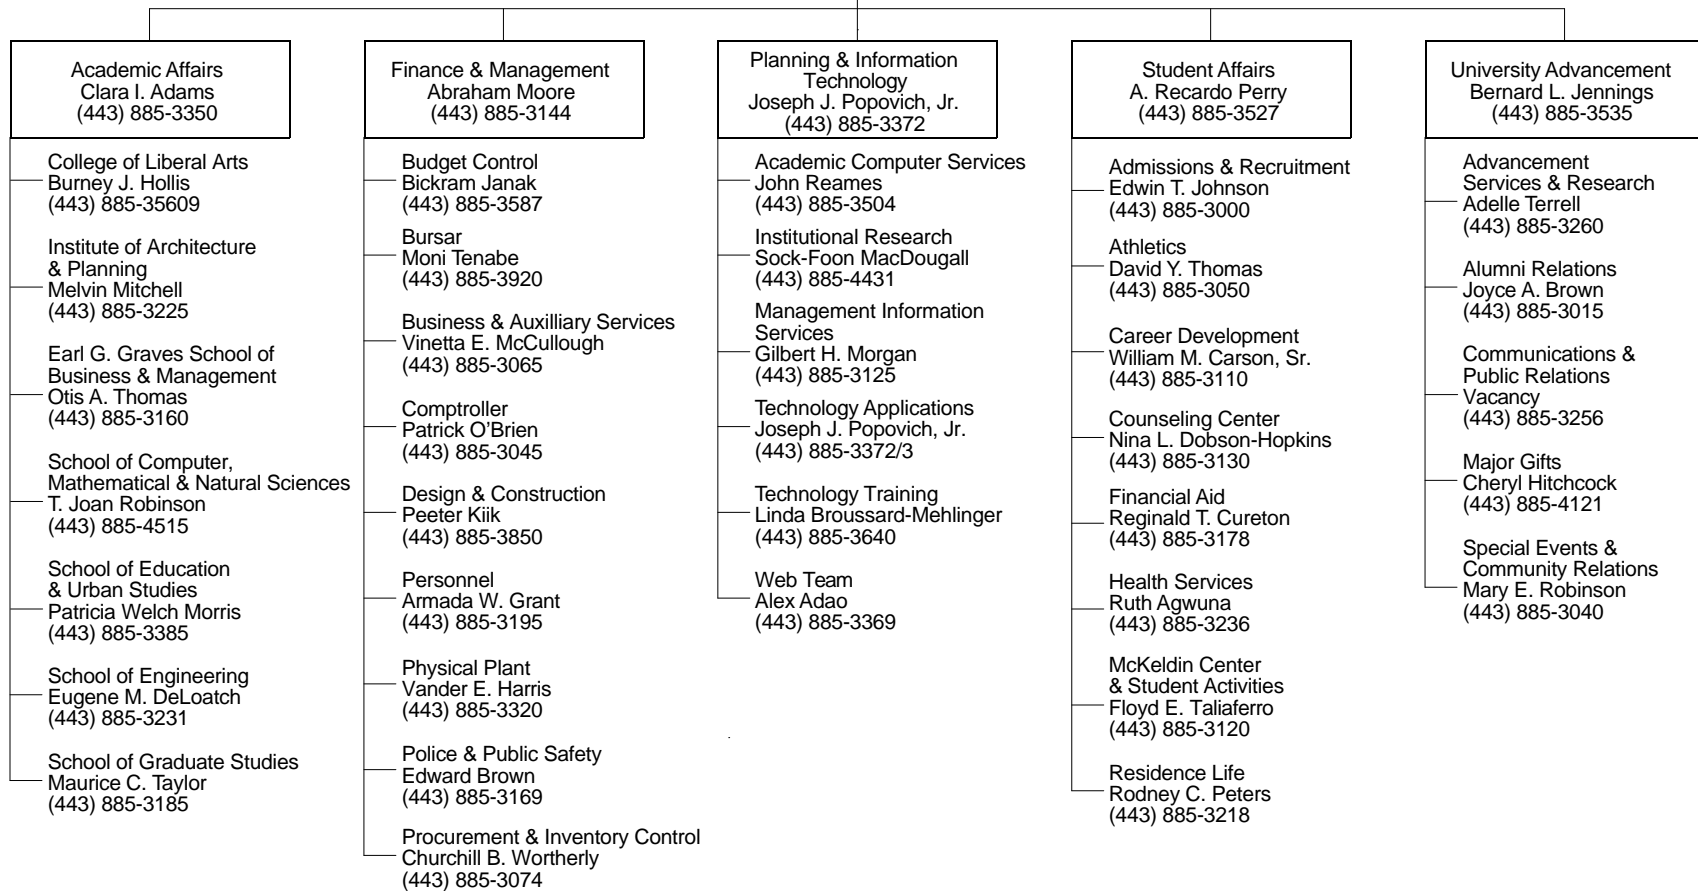 Academic Affairs
Clara I. Adams
(443) 885-3350
College of Liberal Arts
Burney J. Hollis
(443) 885-35609
Institute of Architecture
& Planning
Melvin Mitchell
(443) 885-3225
Earl G. Graves School of
Business & Management
Otis A. Thomas
(443) 885-3160
School of Computer,
Mathematical & Natural Sciences
T. Joan Robinson
(443) 885-4515
School of Education
& Urban Studies
Patricia Welch Morris
(443) 885-3385
School of Engineering
Eugene M. DeLoatch
(443) 885-3231
School of Graduate Studies
Maurice C. Taylor
(443) 885-3185
Finance & Management
Abraham Moore
(443) 885-3144
Budget Control
Bickram Janak
(443) 885-3587
Bursar
Moni Tenabe
(443) 885-3920
Business & Auxilliary Services
Vinetta E. McCullough
(443) 885-3065
Comptroller
Patrick O'Brien
(443) 885-3045
Design & Construction
Peeter Kiik
(443) 885-3850
Personnel
Armada W. Grant
(443) 885-3195
Physical Plant
Vander E. Harris
(443) 885-3320
Police & Public Safety
Edward Brown
(443) 885-3169
Procurement & Inventory Control
Churchill B. Wortherly
(443) 885-3074
Planning & Information
Technology
Joseph J. Popovich, Jr.
(443) 885-3372
Academic Computer Services
John Reames
(443) 885-3504
Institutional Research
Sock-Foon MacDougall
(443) 885-4431
Management Information
Services
Gilbert H. Morgan
(443) 885-3125
Technology Applications
Joseph J. Popovich, Jr.
(443) 885-3372/3
Technology Training
Linda Broussard-Mehlinger
(443) 885-3640
Web Team
Alex Adao
(443) 885-3369
Student Affairs
A. Recardo Perry
(443) 885-3527
Admissions & Recruitment
Edwin T. Johnson
(443) 885-3000
Athletics
David Y. Thomas
(443) 885-3050
Career Development
William M. Carson, Sr.
(443) 885-3110
Counseling Center
Nina L. Dobson-Hopkins
(443) 885-3130
Financial Aid
Reginald T. Cureton
(443) 885-3178
Health Services
Ruth Agwuna
(443) 885-3236
McKeldin Center
& Student Activities
Floyd E. Taliaferro
(443) 885-3120
Residence Life
Rodney C. Peters
(443) 885-3218
University Advancement
Bernard L. Jennings
(443) 885-3535
Advancement
Services & Research
Adelle Terrell
(443) 885-3260
Alumni Relations
Joyce A. Brown
(443) 885-3015
Communications &
Public Relations
Vacancy
(443) 885-3256
Major Gifts
Cheryl Hitchcock
(443) 885-4121
Special Events &
Community Relations
Mary E. Robinson
(443) 885-3040